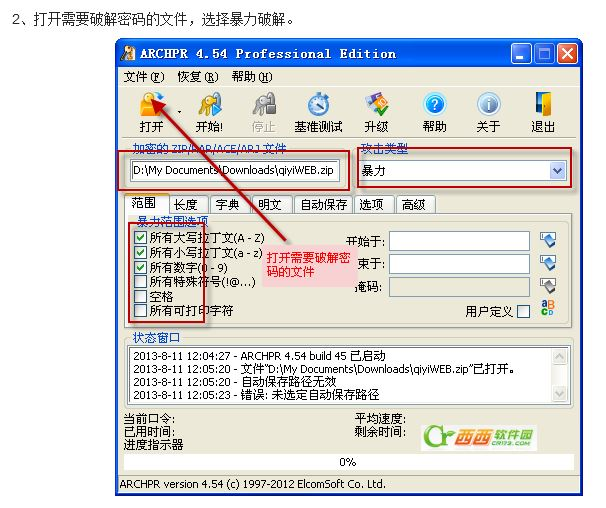 2、打开需要破解密码的文件，选择暴力破解。
ARCHPR 4.54 Professional Edition
文件(F) 恢复(R) 帮助(H)
打开 开始! 停止 基准测试 升级 帮助 关于 退出
加密的 ZIP/RAR/ACE/ARJ 文件 攻击类型
D:\My Documents\Downloads\qiyiWEB.zip 暴力
范围 长度 字典 明文 自动保存 选项 高级
暴力范围选项
所有大写拉丁文(A - Z) 开始于:
所有小写拉丁文(a - z)
打开需要破解密
码的文件
所有数字(0 - 9) 束于:
所有特殊符号(!@...) 掩码:
空格
所有可打印字符 用户定义
状态窗口
2013-8-11 12:04:27 - ARCHPR 4.54 build 45 已启动
2013-8-11 12:05:20 - 文件"D:\My Documents\Downloads\qiyiWEB.zip"已打开。
2013-8-11 12:05:20 - 自动保存路径无效
2013-8-11 12:05:23 - 错误: 未选定自动保存路径
当前口令: 平均速度:
已用时间: 剩余时间:
进度指示器
西西软件园
CR173.com
0%
ARCHPR version 4.54 (c) 1997-2012 ElcomSoft Co. Ltd.